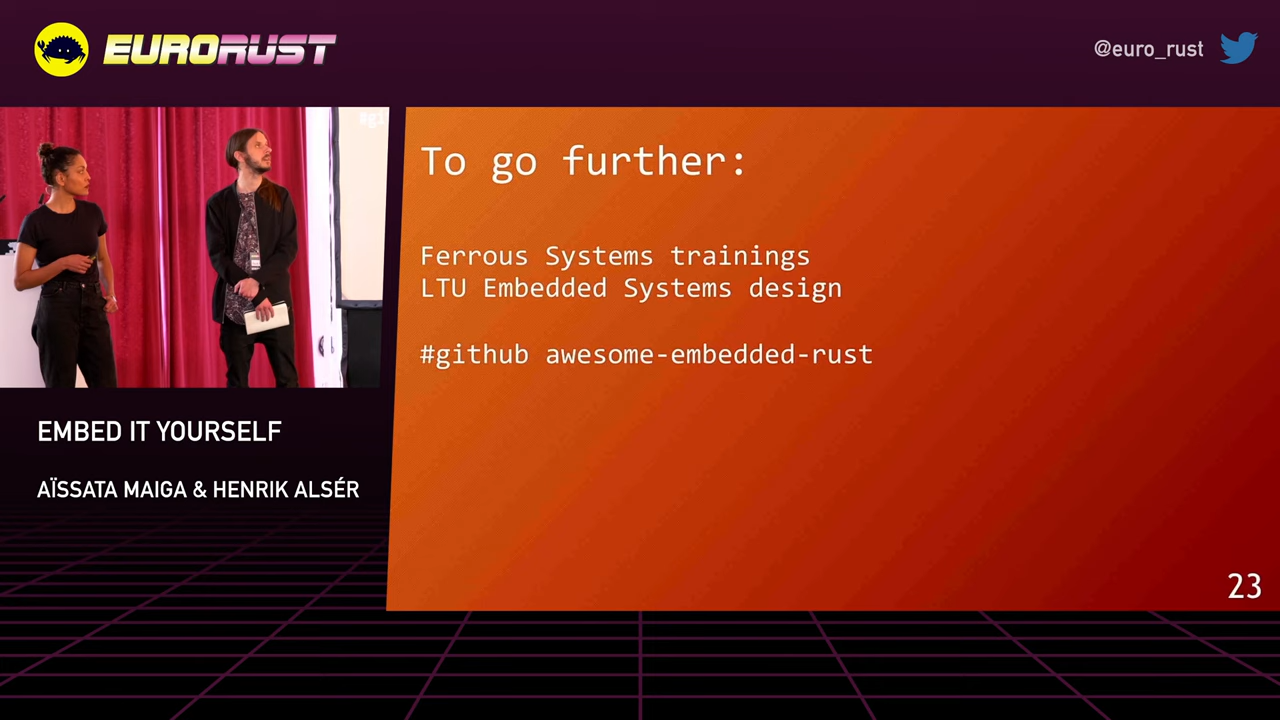 EURORUST
@euro_rust
#gi
To go further:
Ferrous Systems trainings
LTU Embedded Systems design
#github awesome-embedded-rust
23
EMBED IT YOURSELF
AÏSSATA MAIGA & HENRIK ALSÉR